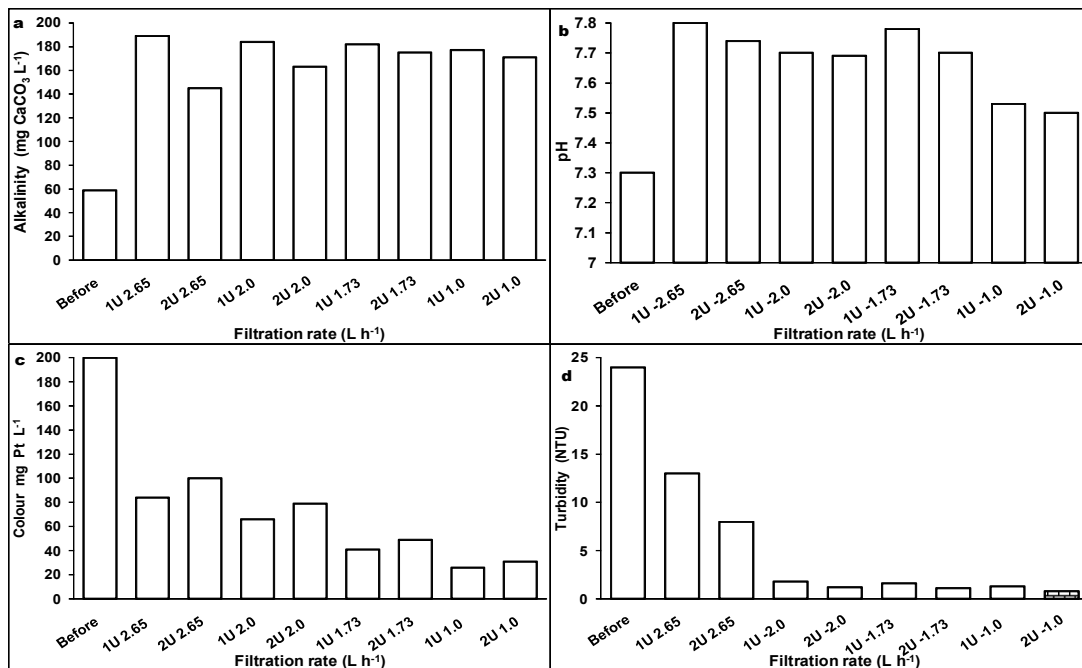 a
Alkalinity (mg CaCO₃ L⁻¹)
200
180
160
140
120
100
80
60
40
20
0
Before
1U 2.65
2U 2.65
1U 2.0
2U 2.0
1U 1.73
2U 1.73
1U 1.0
2U 1.0
Filtration rate (L h⁻¹)
b
pH
7.8
7.7
7.6
7.5
7.4
7.3
7.2
7.1
7
Before
1U -2.65
2U -2.65
1U -2.0
2U -2.0
1U -1.73
2U -1.73
1U -1.0
2U -1.0
Filtration rate (L h⁻¹)
c
Colour mg Pt L⁻¹
200
180
160
140
120
100
80
60
40
20
0
Before
1U 2.65
2U 2.65
1U 2.0
2U 2.0
1U 1.73
2U 1.73
1U 1.0
2U 1.0
Filtration rate (L h⁻¹)
d
Turbidity (NTU)
25
20
15
10
5
0
Before
1U 2.65
2U 2.65
1U -2.0
2U -2.0
1U -1.73
2U -1.73
1U -1.0
2U -1.0
Filtration rate (L h⁻¹)